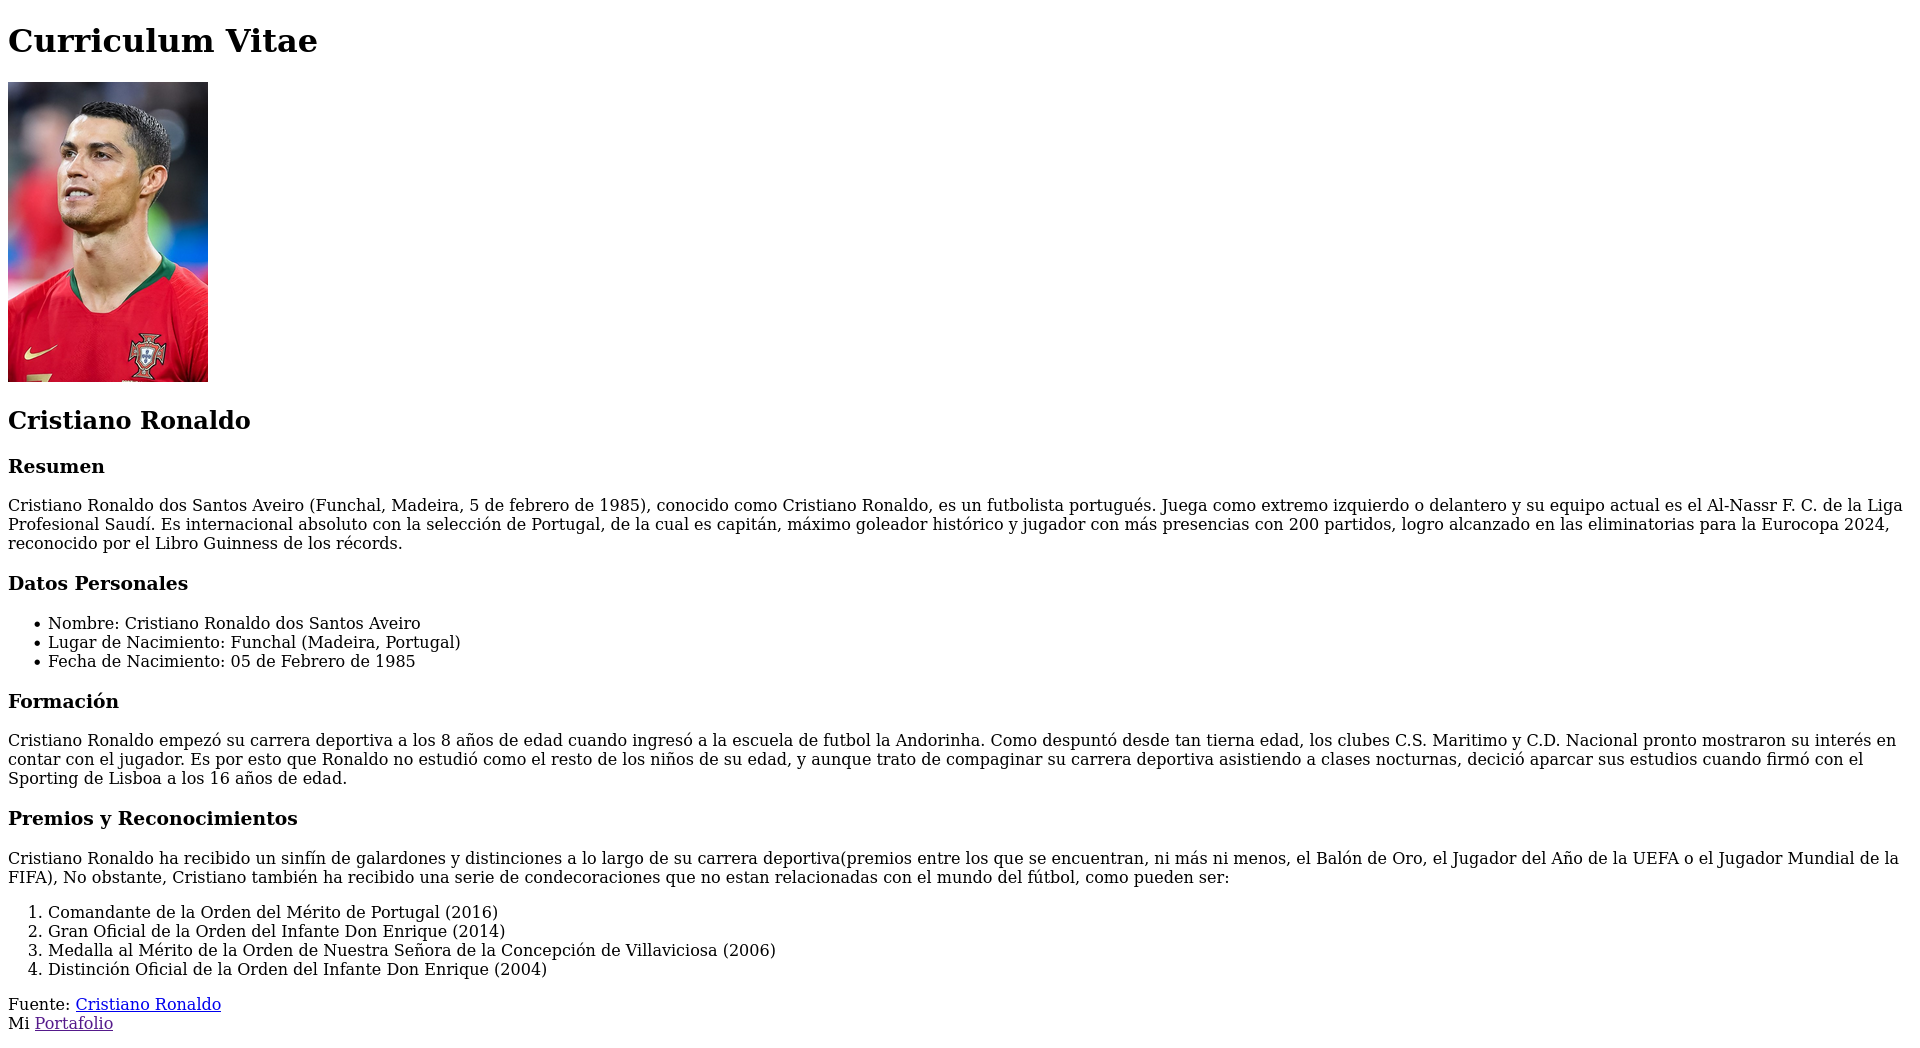 Curriculum Vitae
Cristiano Ronaldo
Resumen
Cristiano Ronaldo dos Santos Aveiro (Funchal, Madeira, 5 de febrero de 1985), conocido como Cristiano Ronaldo, es un futbolista portugués. Juega como extremo izquierdo o delantero y su equipo actual es el Al-Nassr F. C. de la Liga
Profesional Saudí. Es internacional absoluto con la selección de Portugal, de la cual es capitán, máximo goleador histórico y jugador con más presencias con 200 partidos, logro alcanzado en las eliminatorias para la Eurocopa 2024,
reconocido por el Libro Guinness de los récords.
Datos Personales
• Nombre: Cristiano Ronaldo dos Santos Aveiro
• Lugar de Nacimiento: Funchal (Madeira, Portugal)
• Fecha de Nacimiento: 05 de Febrero de 1985
Formación
Cristiano Ronaldo empezó su carrera deportiva a los 8 años de edad cuando ingresó a la escuela de futbol la Andorinha. Como despuntó desde tan tierna edad, los clubes C.S. Maritimo y C.D. Nacional pronto mostraron su interés en
contar con el jugador. Es por esto que Ronaldo no estudió como el resto de los niños de su edad, y aunque trato de compaginar su carrera deportiva asistiendo a clases nocturnas, decició aparcar sus estudios cuando firmó con el
Sporting de Lisboa a los 16 años de edad.
Premios y Reconocimientos
Cristiano Ronaldo ha recibido un sinfín de galardones y distinciones a lo largo de su carrera deportiva(premios entre los que se encuentran, ni más ni menos, el Balón de Oro, el Jugador del Año de la UEFA o el Jugador Mundial de la
FIFA), No obstante, Cristiano también ha recibido una serie de condecoraciones que no estan relacionadas con el mundo del fútbol, como pueden ser:
1. Comandante de la Orden del Mérito de Portugal (2016)
2. Gran Oficial de la Orden del Infante Don Enrique (2014)
3. Medalla al Mérito de la Orden de Nuestra Señora de la Concepción de Villaviciosa (2006)
4. Distinción Oficial de la Orden del Infante Don Enrique (2004)
Fuente: Cristiano Ronaldo
Mi Portafolio